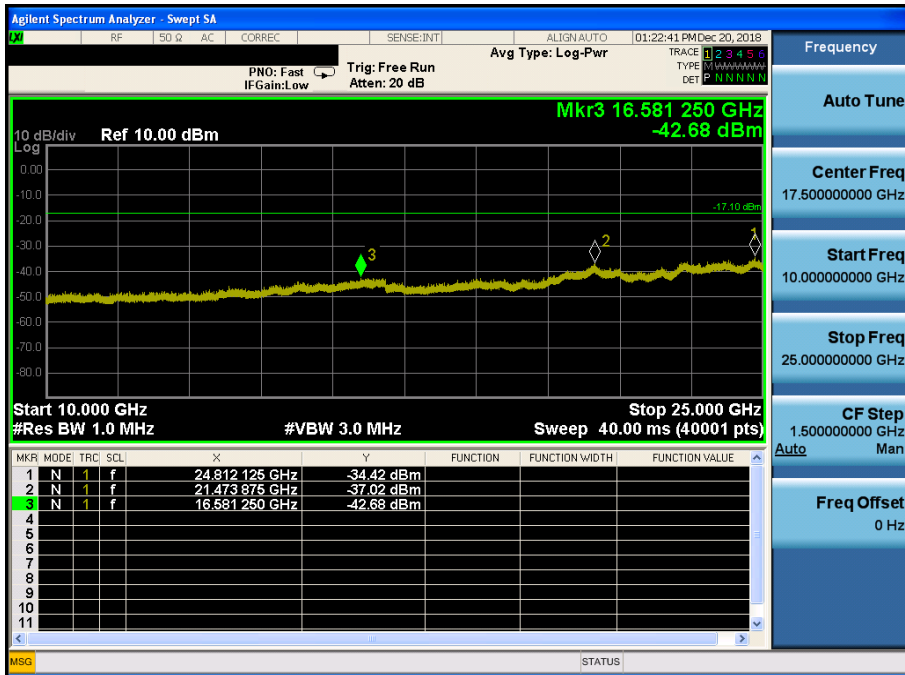 Agilent Spectrum Analyzer - Swept SA
LXI RF 50 Ω AC CORREC SENSE:INT ALIGN AUTO 01:22:41 PM Dec 20, 2018
Avg Type: Log-Pwr
TRACE 1 2 3 4 5 6
TYPE M
DET P N N N N N
PNO: Fast
IFGain:Low
Trig: Free Run
Atten: 20 dB
Frequency
Mkr3 16.581 250 GHz
-42.68 dBm
10 dB/div Ref 10.00 dBm
Log
0.00
-10.0
-20.0
-30.0
-40.0
-50.0
-60.0
-70.0
-80.0
-17.10 dBm
1
2
3
Start 10.000 GHz Stop 25.000 GHz
#Res BW 1.0 MHz #VBW 3.0 MHz Sweep 40.00 ms (40001 pts)
MKR MODE TRC SCL X Y FUNCTION FUNCTION WIDTH FUNCTION VALUE
1 N 1 f 24.812 125 GHz -34.42 dBm
2 N 1 f 21.473 875 GHz -37.02 dBm
3 N 1 f 16.581 250 GHz -42.68 dBm
4
5
6
7
8
9
10
11
Auto Tune
Center Freq
17.500000000 GHz
Start Freq
10.000000000 GHz
Stop Freq
25.000000000 GHz
CF Step
1.500000000 GHz
Auto Man
Freq Offset
0 Hz
MSG STATUS